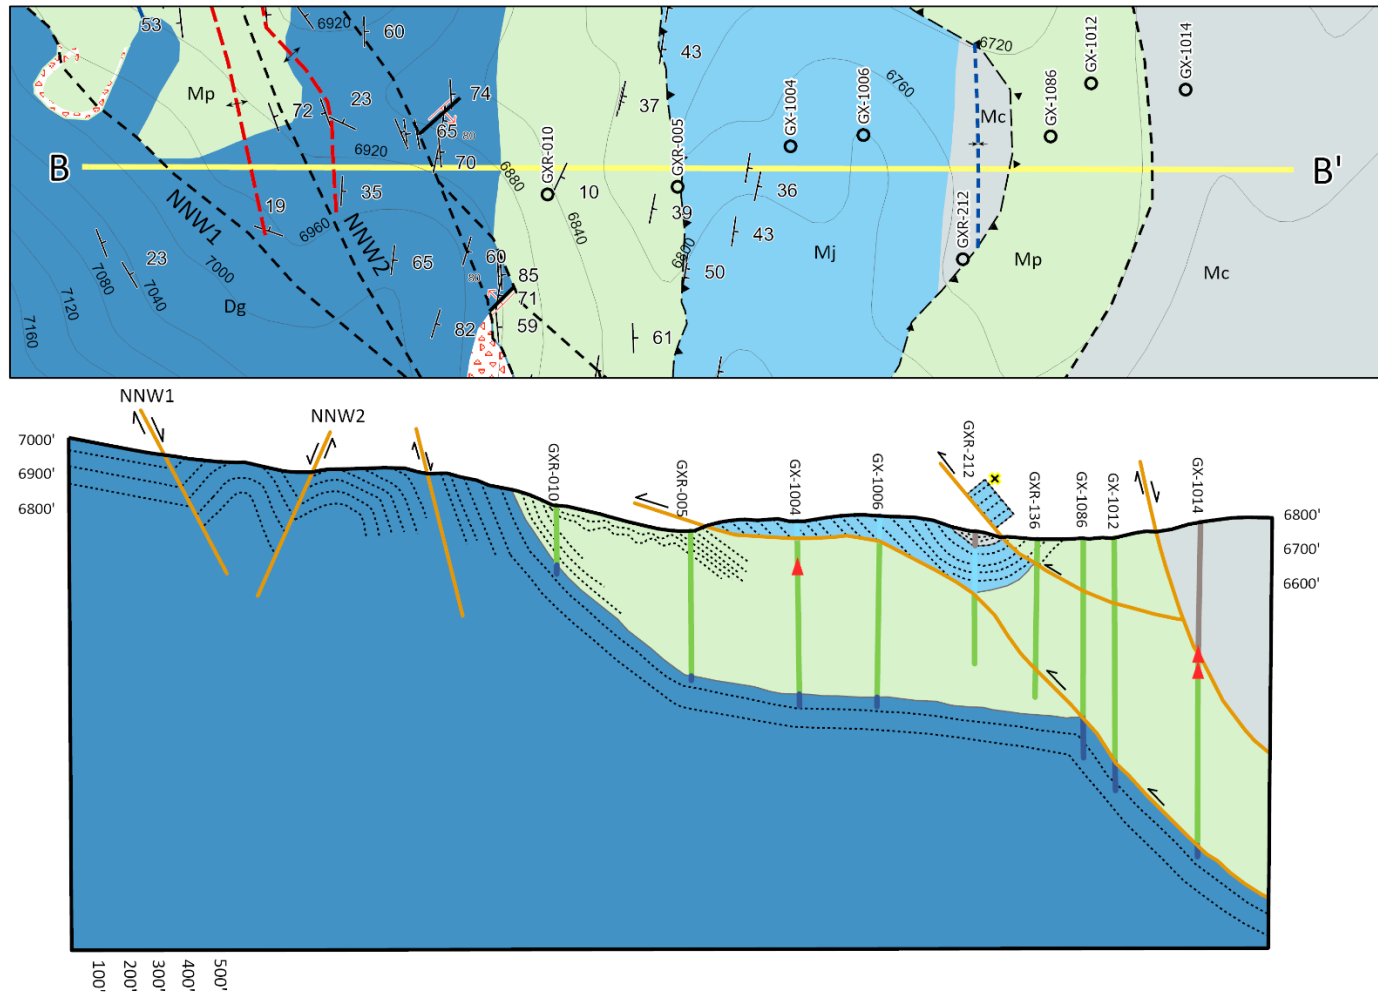 53
6920
60
6720
GX-1012
GX-1014
43
GX-1004
GX-1006
6760
Mp
72
23
74
37
Mc
GX-1086
65
80
6920
70
6880
GXR-010
GXR-005
B
B'
19
NNW1
35
10
36
6840
39
6960
NNW2
6800
43
GXR-212
23
7000
65
60
Mj
Mp
Mc
7080
7040
80
85
50
Dg
71
7120
82
59
61
7160
NNW1
NNW2
7000'
6900'
6800'
GXR-010
GXR-005
GX-1004
GX-1006
GXR-212
GXR-136
GX-1086
GX-1012
GX-1014
6800'
6700'
6600'
100'
200'
300'
400'
500'